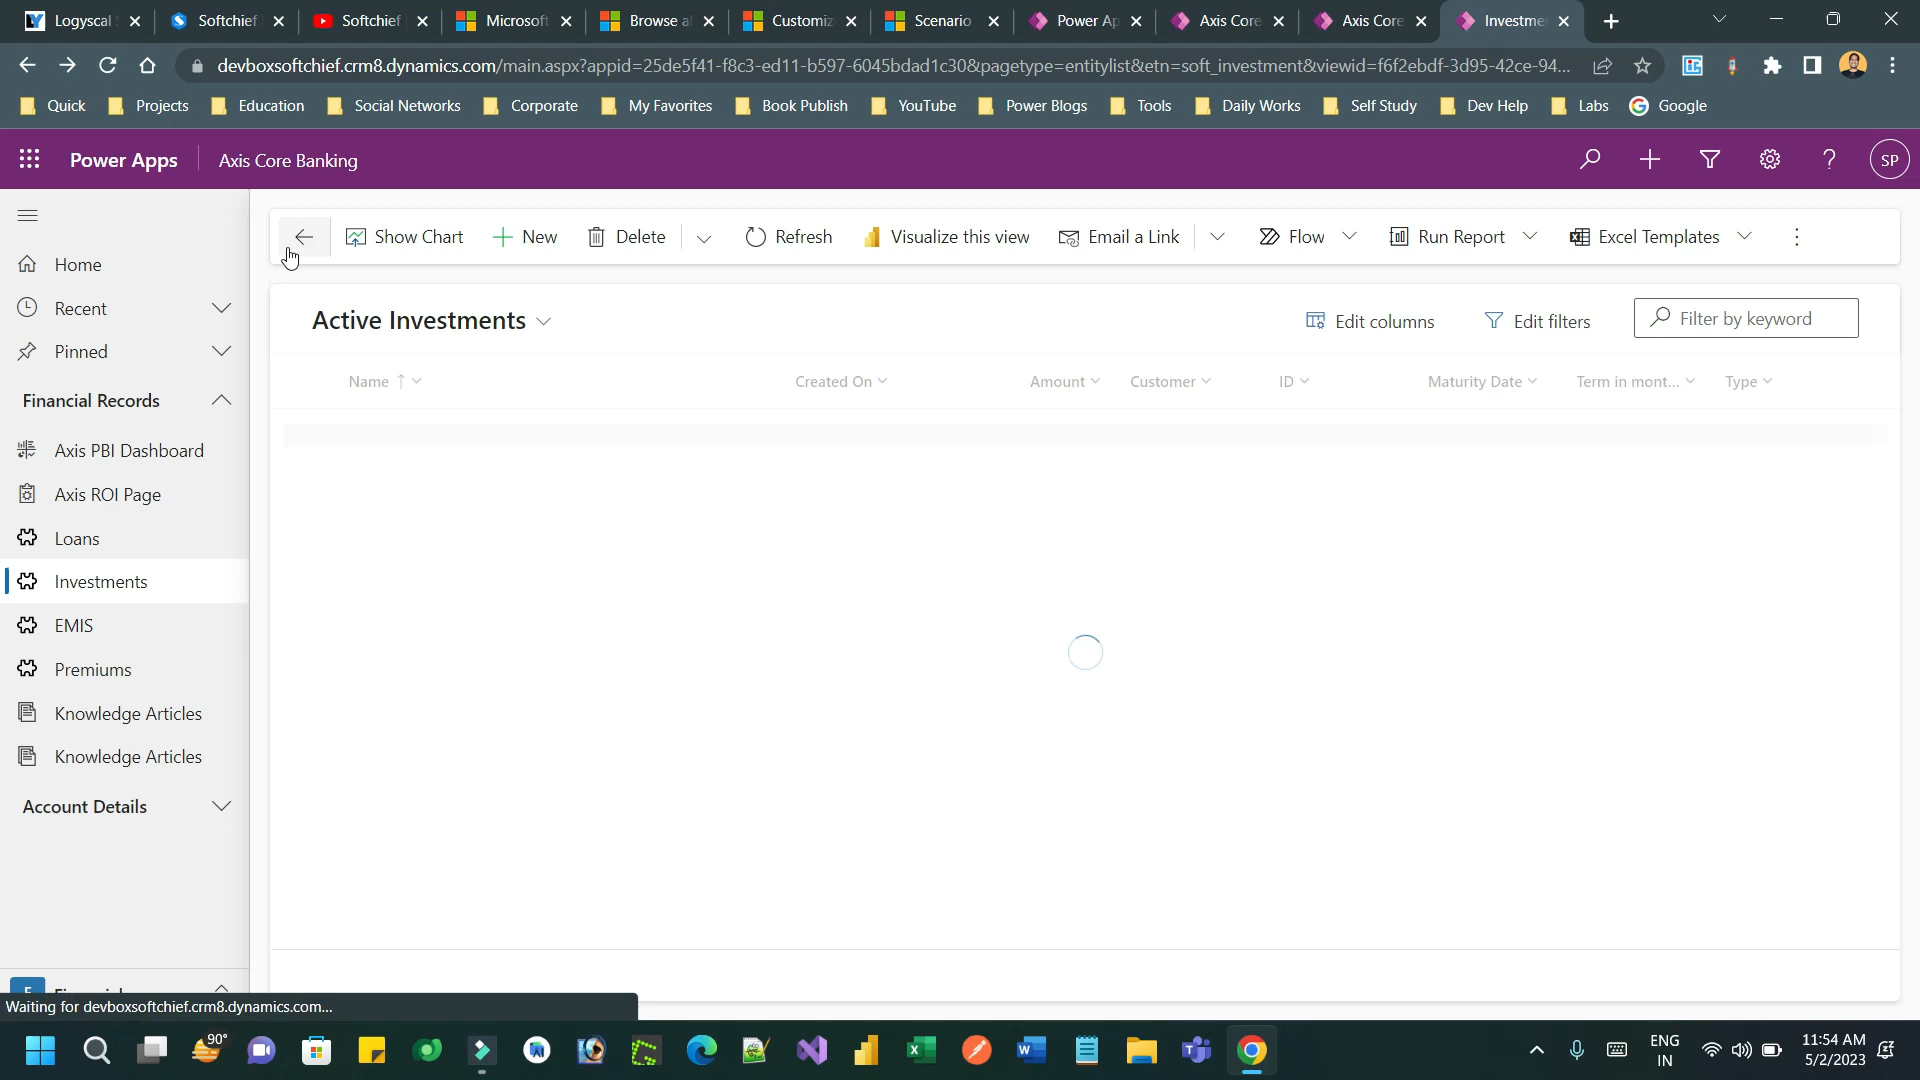 Logyscal
Softchief
Softchief
Microsoft
Browse a
Customiz
Scenario
Power Ap
Axis Core
Axis Core
Investme
devboxsoftchief.crm8.dynamics.com/main.aspx?appid=25de5f41-f8c3-ed11-b597-6045bdad1c30&pagetype=entitylist&etn=soft_investment&viewid=f6f2ebdf-3d95-42ce-94...
Quick
Projects
Education
Social Networks
Corporate
My Favorites
Book Publish
YouTube
Power Blogs
Tools
Daily Works
Self Study
Dev Help
Labs
Google
Power Apps
Axis Core Banking
SP
Show Chart
New
Delete
Refresh
Visualize this view
Email a Link
Flow
Run Report
Excel Templates
Home
Recent
Pinned
Financial Records
Axis PBI Dashboard
Axis ROI Page
Loans
Investments
EMIS
Premiums
Knowledge Articles
Knowledge Articles
Account Details
Active Investments
Edit columns
Edit filters
Filter by keyword
Name
Created On
Amount
Customer
ID
Maturity Date
Term in mont...
Type
Waiting for devboxsoftchief.crm8.dynamics.com...
90°
ENG
IN
11:54 AM
5/2/2023